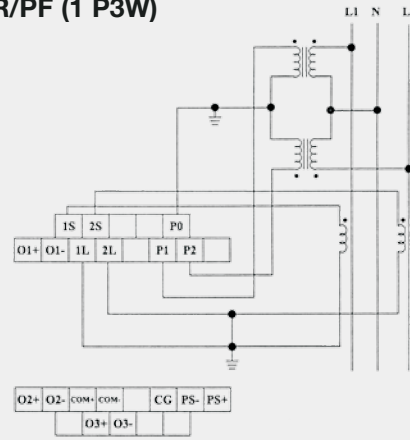 R/PF (1 P3W)
L1 N L
1S 2S P0
O1+ O1- 1L 2L P1 P2
O2+ O2- COM+ COM- CG PS- PS+
O3+ O3-